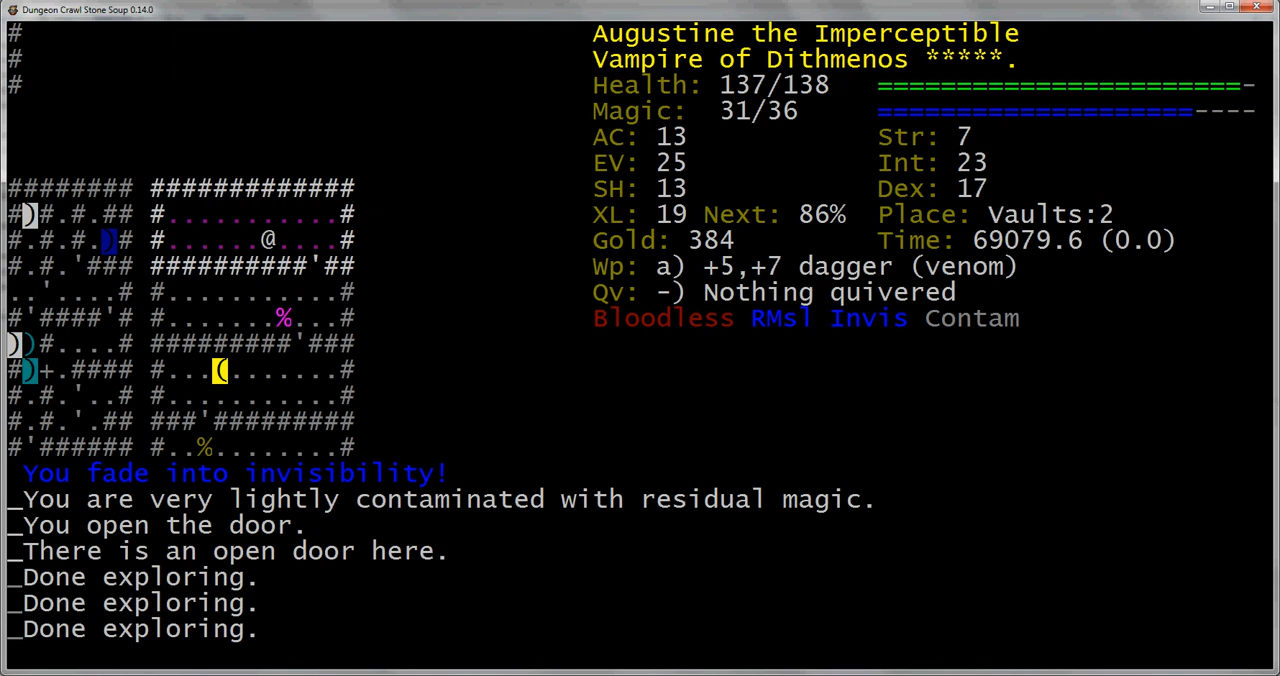 Dungeon Crawl Stone Soup 0.14.0
#
#
#
Augustine the Imperceptible
Vampire of Dithmenos *****.
Health: 137/138 =======================-
Magic: 31/36 ====================----
AC: 13 Str: 7
EV: 25 Int: 23
SH: 13 Dex: 17
XL: 19 Next: 86% Place: Vaults:2
Gold: 384 Time: 69079.6 (0.0)
Wp: a) +5,+7 dagger (venom)
Qv: -) Nothing quivered
Bloodless RMsl Invis Contam
######## #############
#)#.#.## #...........#
#.#.#.)# #......@....#
#.#.'### ##########'##
..'....# #...........#
#'####'# #.......%...#
))#....# #########'###
#)+.#### #...(.......#
#.#.'..# #...........#
#.#.'.## ###'#########
#'###### #..%........#
You fade into invisibility!
_You are very lightly contaminated with residual magic.
_You open the door.
_There is an open door here.
_Done exploring.
_Done exploring.
_Done exploring.